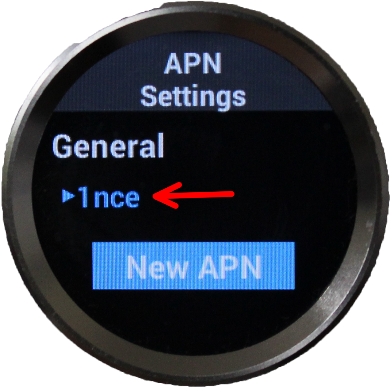 APN
Settings
General
1nce
New APN